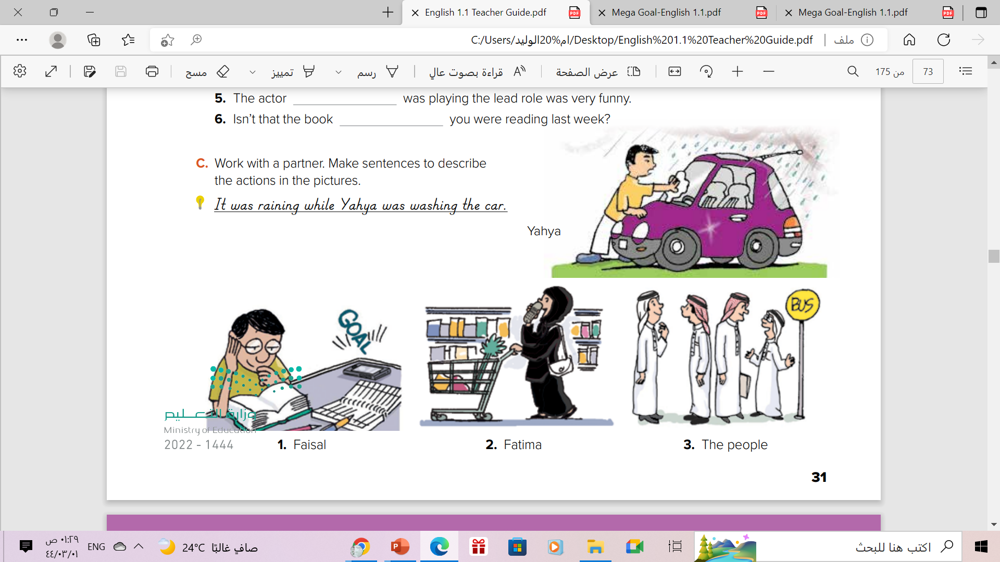 English 1.1 Teacher Guide.pdf
Mega Goal-English 1.1.pdf
Mega Goal-English 1.1.pdf
C:/Users/ام%20الوليد/Desktop/English%201.1%20Teacher%20Guide.pdf
ملف
مسح
تمييز
رسم
قراءة بصوت عالٍ
عرض الصفحة
من 175
73
5. The actor ______ was playing the lead role was very funny.
6. Isn't that the book ______ you were reading last week?
C. Work with a partner. Make sentences to describe
the actions in the pictures.
It was raining while Yahya was washing the car.
Yahya
GOAL
BUS
وزارة التعليم
Ministry of Education
2022 - 1444
1. Faisal
2. Fatima
3. The people
31
٠١:٢٩ ص
٤٤/٠٣/٠١
ENG
24°C صافٍ غالبًا
اكتب هنا للبحث